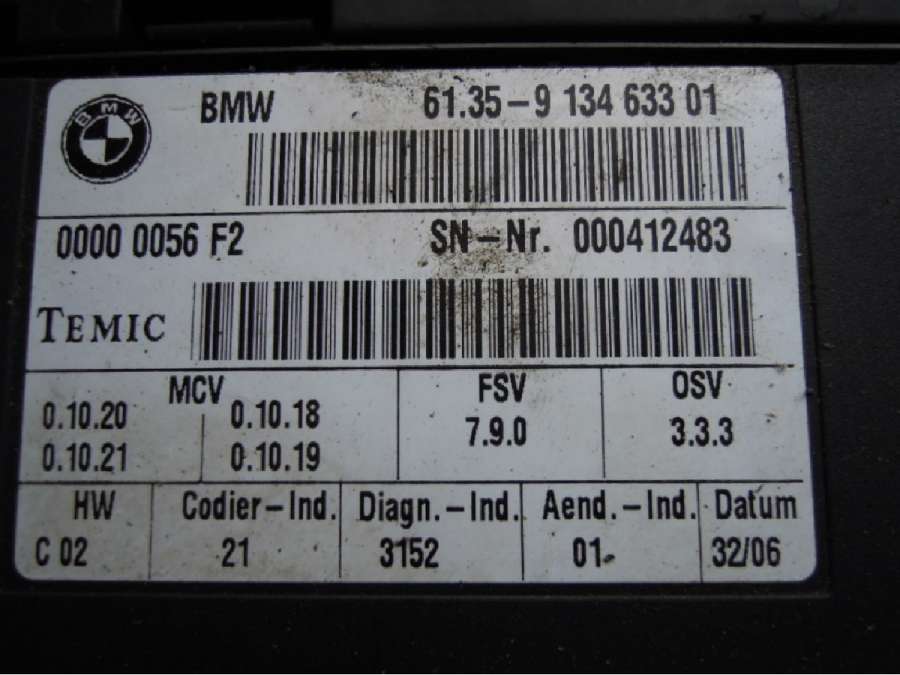 BMW
BMW 61.35-9 134 633 01
0000 0056 F2 SN-Nr. 000412483
TEMIC
MCV FSV OSV
0.10.20 0.10.18 7.9.0 3.3.3
0.10.21 0.10.19
HW Codier-Ind. Diagn.-Ind. Aend.-Ind. Datum
C 02 21 3152 01- 32/06